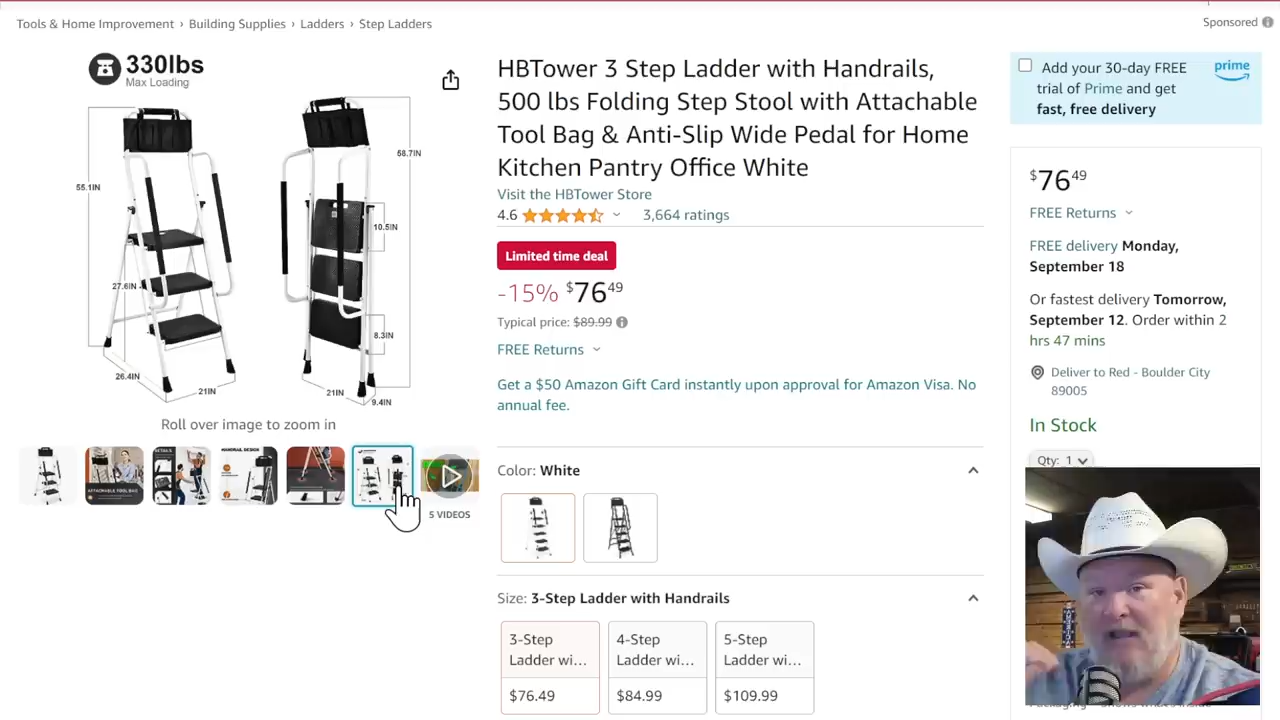 Tools & Home Improvement › Building Supplies › Ladders › Step Ladders
Sponsored
330lbs
Max Loading
55.1IN
27.6IN
26.4IN
21IN
58.7IN
10.5IN
8.3IN
21IN
9.4IN
Roll over image to zoom in
ATTACHABLE TOOL BAG
HANDRAIL DESIGN
5 VIDEOS
HBTower 3 Step Ladder with Handrails,
500 lbs Folding Step Stool with Attachable
Tool Bag & Anti-Slip Wide Pedal for Home
Kitchen Pantry Office White
Visit the HBTower Store
4.6
3,664 ratings
Limited time deal
-15% $76 49
Typical price: $89.99
FREE Returns
Get a $50 Amazon Gift Card instantly upon approval for Amazon Visa. No
annual fee.
Color: White
Size: 3-Step Ladder with Handrails
3-Step
Ladder wi...
$76.49
4-Step
Ladder wi...
$84.99
5-Step
Ladder wi...
$109.99
Add your 30-day FREE
trial of Prime and get
fast, free delivery
prime
$76 49
FREE Returns
FREE delivery Monday,
September 18
Or fastest delivery Tomorrow,
September 12. Order within 2
hrs 47 mins
Deliver to Red - Boulder City
89005
In Stock
Qty: 1